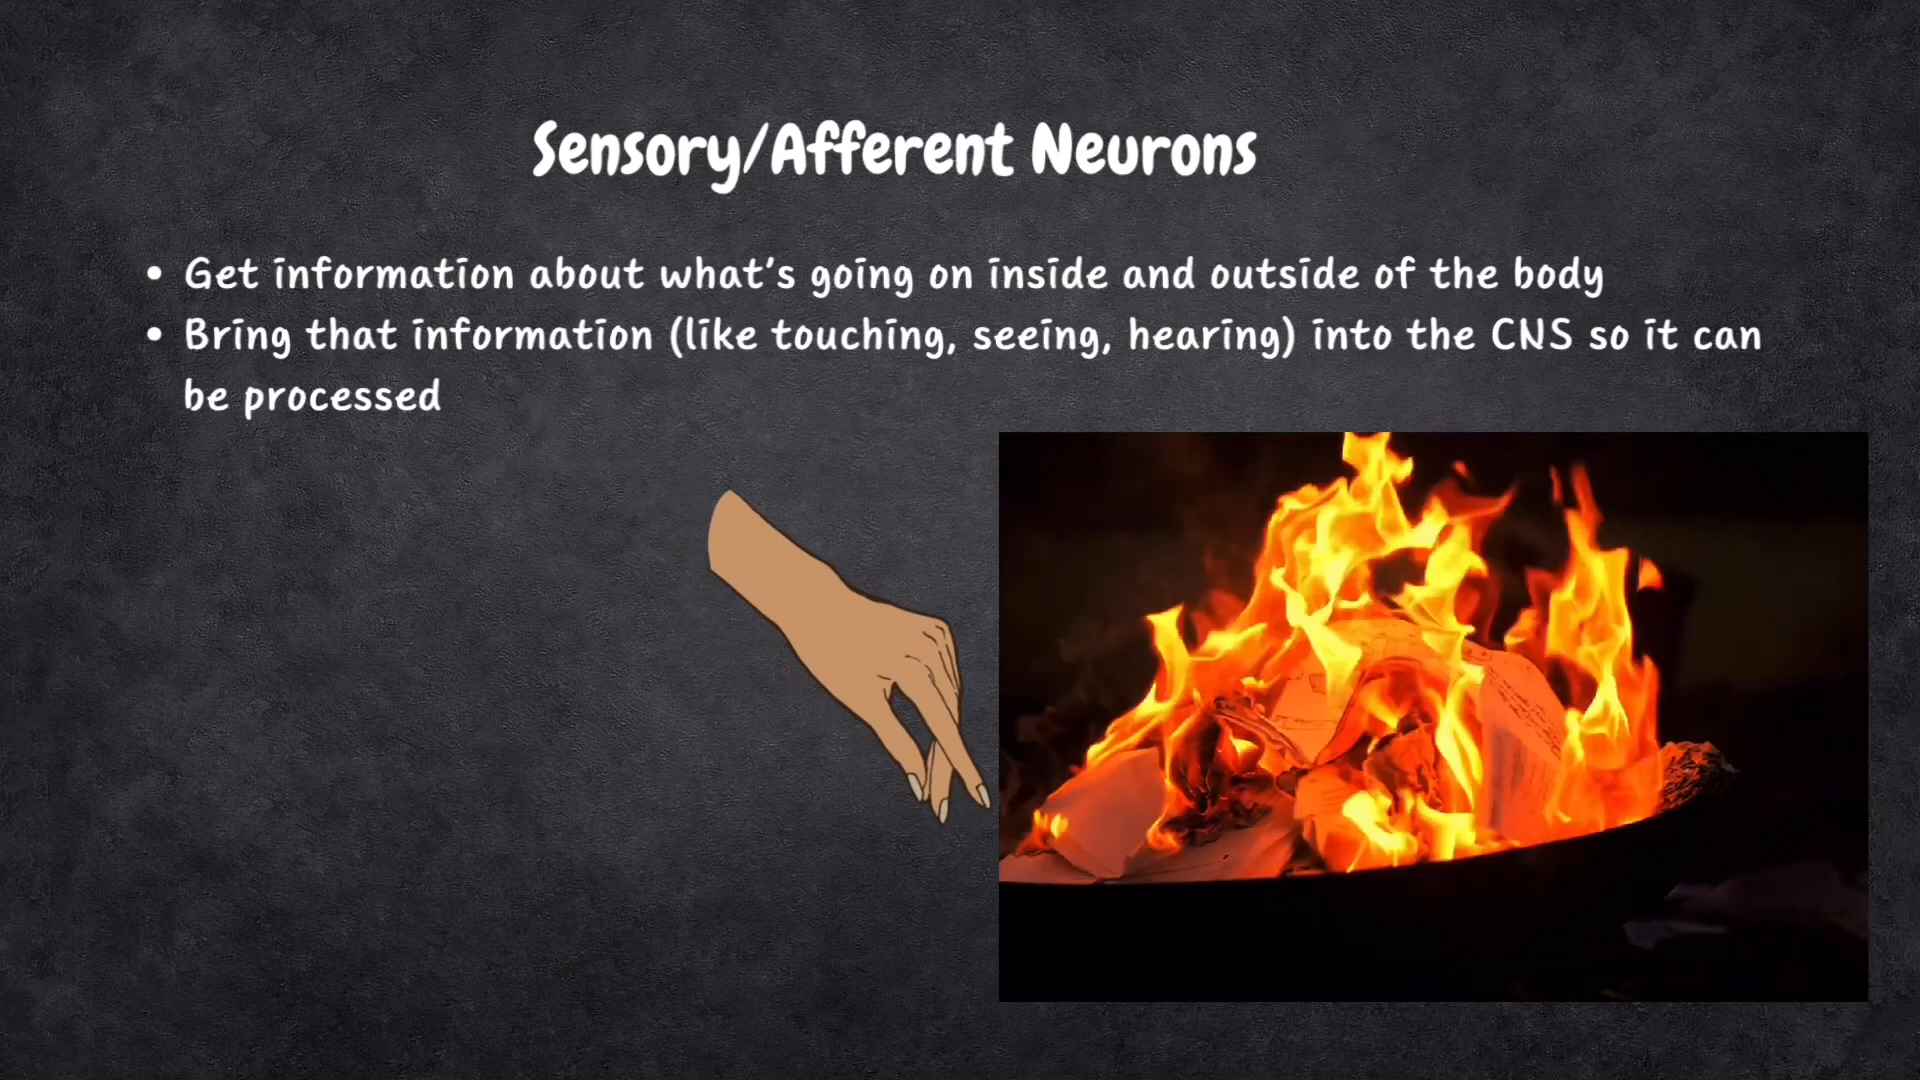 Sensory/Afferent Neurons
• Get information about what's going on inside and outside of the body
• Bring that information (like touching, seeing, hearing) into the CNS so it can
be processed